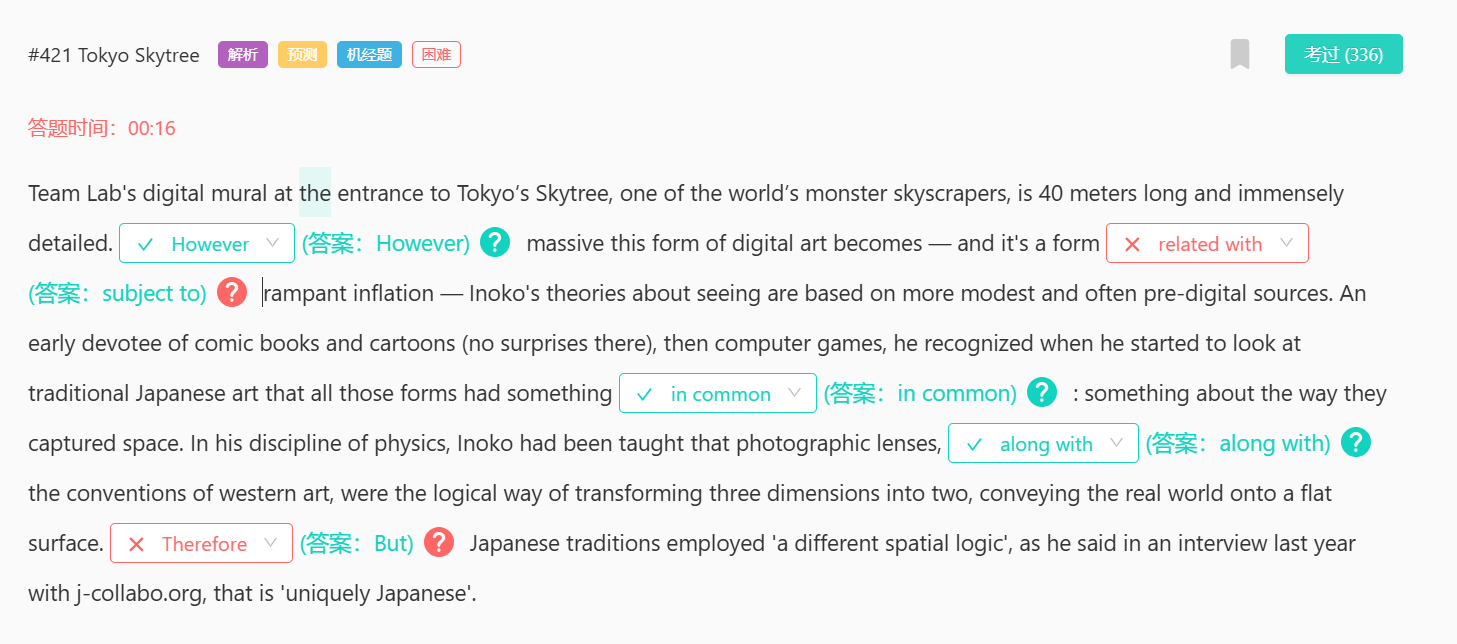 #421 Tokyo Skytree 解析 预测 机经题 困难 考过 (336)
答题时间：00:16
Team Lab's digital mural at the entrance to Tokyo’s Skytree, one of the world’s monster skyscrapers, is 40 meters long and immensely
detailed. However (答案：However) ? massive this form of digital art becomes — and it's a form related with
(答案：subject to) ? rampant inflation — Inoko's theories about seeing are based on more modest and often pre-digital sources. An
early devotee of comic books and cartoons (no surprises there), then computer games, he recognized when he started to look at
traditional Japanese art that all those forms had something in common (答案：in common) ? : something about the way they
captured space. In his discipline of physics, Inoko had been taught that photographic lenses, along with (答案：along with) ?
the conventions of western art, were the logical way of transforming three dimensions into two, conveying the real world onto a flat
surface. Therefore (答案：But) ? Japanese traditions employed 'a different spatial logic', as he said in an interview last year
with j-collabo.org, that is 'uniquely Japanese'.